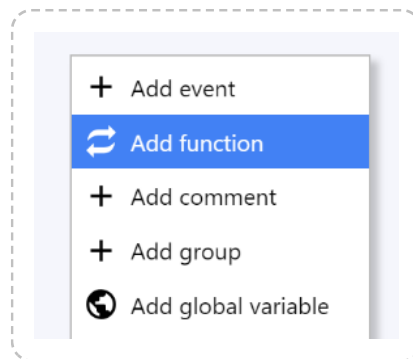 Add event
Add function
Add comment
Add group
Add global variable